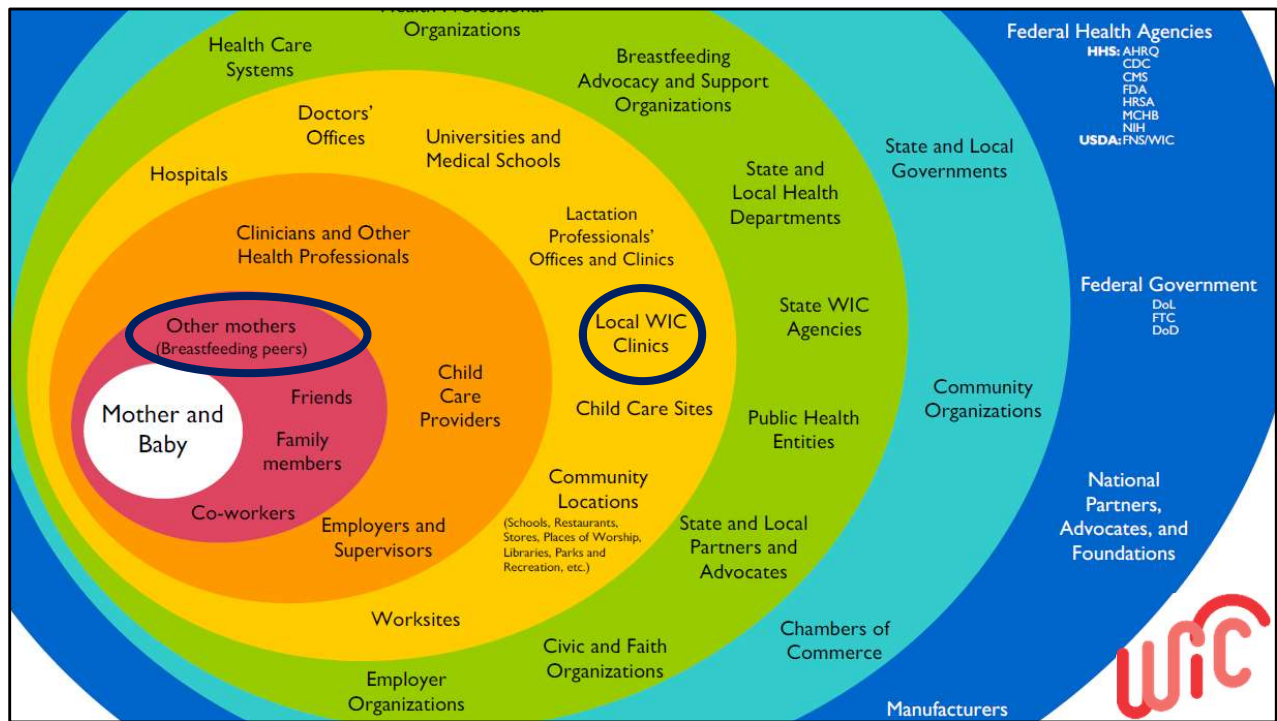 Health Professional
Organizations
Health Care
Systems
Breastfeeding
Advocacy and Support
Organizations
Federal Health Agencies
HHS: AHRQ
CDC
CMS
FDA
HRSA
MCHB
NIH
USDA: FNS/WIC
Doctors'
Offices
Universities and
Medical Schools
State and Local
Governments
Hospitals
State and
Local Health
Departments
Clinicians and Other
Health Professionals
Lactation
Professionals'
Offices and Clinics
Federal Government
DoL
FTC
DoD
Other mothers
(Breastfeeding peers)
Local WIC
Clinics
State WIC
Agencies
Mother and
Baby
Friends
Family
members
Co-workers
Child
Care
Providers
Child Care Sites
Public Health
Entities
Community
Organizations
Employers and
Supervisors
Community
Locations
(Schools, Restaurants,
Stores, Places of Worship,
Libraries, Parks and
Recreation, etc.)
State and Local
Partners and
Advocates
National
Partners,
Advocates, and
Foundations
Worksites
Civic and Faith
Organizations
Chambers of
Commerce
Employer
Organizations
Manufacturers
WIC